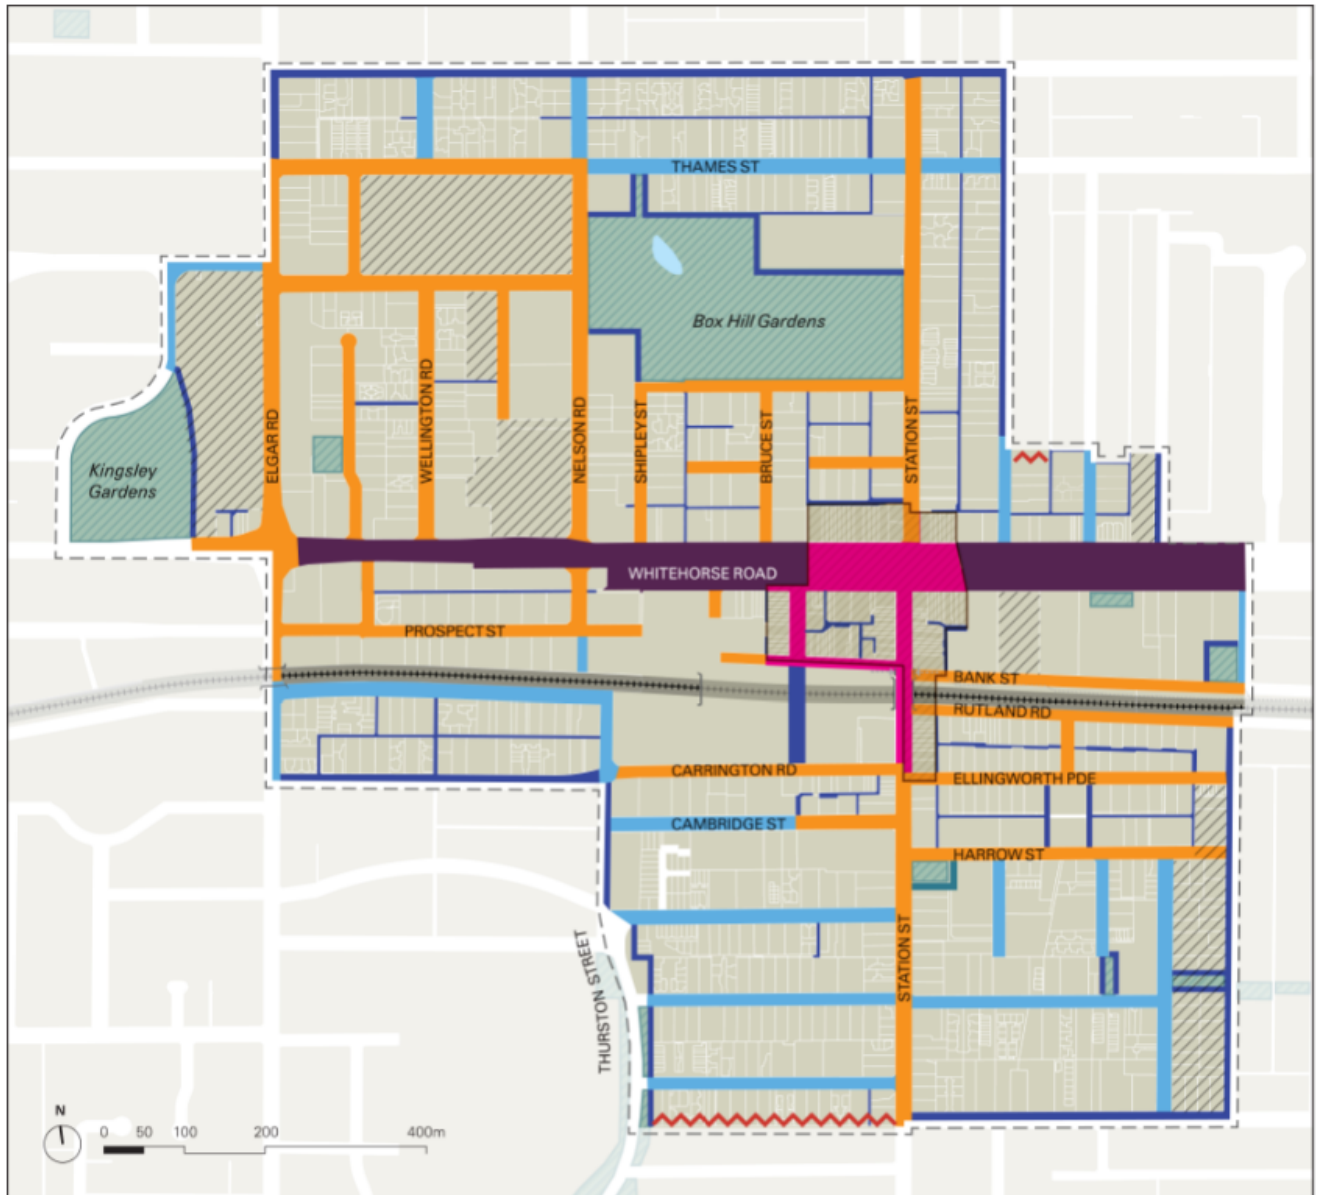 THAMES ST
Box Hill Gardens
ELGAR RD
WELLINGTON RD
NELSON RD
SHIPLEY ST
BRUCE ST
STATION ST
Kingsley
Gardens
WHITEHORSE ROAD
PROSPECT ST
BANK ST
RUTLAND RD
CARRINGTON RD
ELLINGWORTH PDE
CAMBRIDGE ST
HARROW ST
STATION ST
THURSTON STREET
N
0 50 100 200 400m